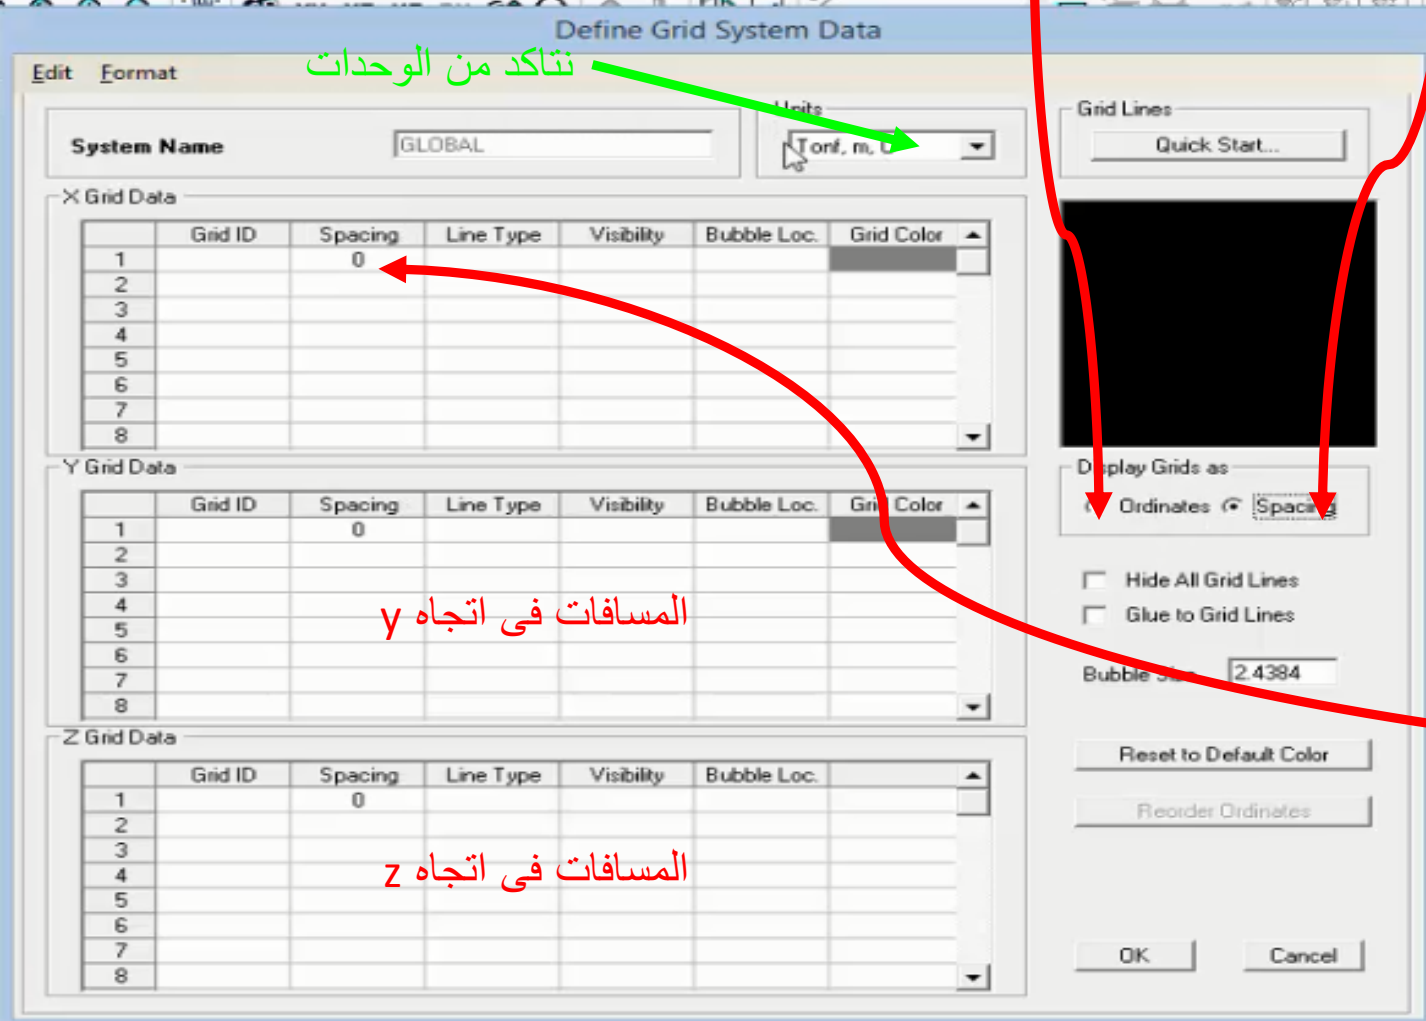 Define Grid System Data
نتاكد من الوحدات
Edit Format
Units
Grid Lines
System Name GLOBAL
Tonf, m,
Quick Start...
X Grid Data
Grid ID Spacing Line Type Visibility Bubble Loc. Grid Color
1 0
2
3
4
5
6
7
8
Y Grid Data
Grid ID Spacing Line Type Visibility Bubble Loc. Grid Color
1 0
2
3
4
5
6
7
8
المسافات فى اتجاه y
Z Grid Data
Grid ID Spacing Line Type Visibility Bubble Loc.
1 0
2
3
4
5
6
7
8
المسافات فى اتجاه z
Display Grids as
Ordinates Spacing
Hide All Grid Lines
Glue to Grid Lines
Bubble Size 2.4384
Reset to Default Color
Reorder Ordinates
OK Cancel